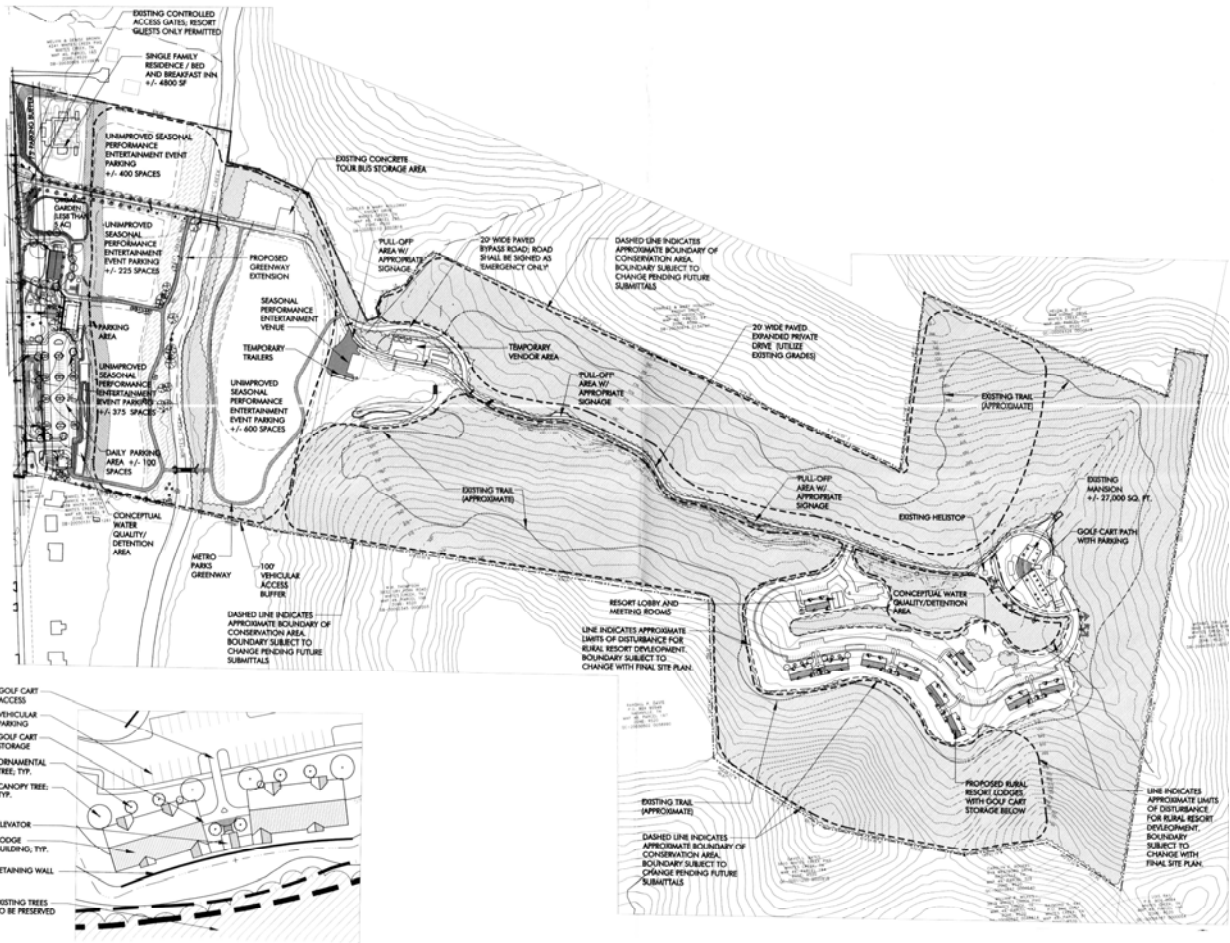 EXISTING CONTROLLED
ACCESS GATES; RESORT
GUESTS ONLY PERMITTED
SINGLE FAMILY
RESIDENCE / BED
AND BREAKFAST INN
+/- 4800 SF
PARKING BUFFER
UNIMPROVED SEASONAL
PERFORMANCE
ENTERTAINMENT EVENT
PARKING
+/- 400 SPACES
EXISTING CONCRETE
TOUR BUS STORAGE AREA
GARDEN
(LESS THAN
5 AC)
UNIMPROVED
SEASONAL
PERFORMANCE
ENTERTAINMENT
EVENT PARKING
+/- 225 SPACES
PROPOSED
GREENWAY
EXTENSION
'PULL-OFF'
AREA W/
APPROPRIATE
SIGNAGE
20' WIDE PAVED
BYPASS ROAD; ROAD
SHALL BE SIGNED AS
'EMERGENCY ONLY'
DASHED LINE INDICATES
APPROXIMATE BOUNDARY OF
CONSERVATION AREA.
BOUNDARY SUBJECT TO
CHANGE PENDING FUTURE
SUBMITTALS
SEASONAL
PERFORMANCE
ENTERTAINMENT
VENUE
PARKING
AREA
TEMPORARY
TRAILERS
TEMPORARY
VENDOR AREA
20' WIDE PAVED
EXPANDED PRIVATE
DRIVE (UTILIZE
EXISTING GRADES)
UNIMPROVED
SEASONAL
PERFORMANCE
ENTERTAINMENT
EVENT PARKING
+/- 375 SPACES
UNIMPROVED
SEASONAL
PERFORMANCE
ENTERTAINMENT
EVENT PARKING
+/- 600 SPACES
'PULL-OFF'
AREA W/
APPROPRIATE
SIGNAGE
EXISTING TRAIL
(APPROXIMATE)
DAILY PARKING
AREA +/- 100
SPACES
EXISTING TRAIL
(APPROXIMATE)
'PULL-OFF'
AREA W/
APPROPRIATE
SIGNAGE
EXISTING
MANSION
+/- 27,000 SQ. FT.
EXISTING HELISTOP
GOLF CART PATH
WITH PARKING
CONCEPTUAL
WATER
QUALITY/
DETENTION
AREA
METRO
PARKS
GREENWAY
100'
VEHICULAR
ACCESS
BUFFER
DASHED LINE INDICATES
APPROXIMATE BOUNDARY OF
CONSERVATION AREA.
BOUNDARY SUBJECT TO
CHANGE PENDING FUTURE
SUBMITTALS
RESORT LOBBY AND
MEETING ROOMS
CONCEPTUAL WATER
QUALITY/DETENTION
AREA
LINE INDICATES APPROXIMATE
LIMITS OF DISTURBANCE FOR
RURAL RESORT DEVLEOPMENT.
BOUNDARY SUBJECT TO
CHANGE WITH FINAL SITE PLAN.
EXISTING TRAIL
(APPROXIMATE)
DASHED LINE INDICATES
APPROXIMATE BOUNDARY OF
CONSERVATION AREA.
BOUNDARY SUBJECT TO
CHANGE PENDING FUTURE
SUBMITTALS
PROPOSED RURAL
RESORT LODGES
WITH GOLF CART
STORAGE BELOW
LINE INDICATES
APPROXIMATE LIMITS
OF DISTURBANCE
FOR RURAL RESORT
DEVLEOPMENT.
BOUNDARY
SUBJECT TO
CHANGE WITH
FINAL SITE PLAN.
GOLF CART
ACCESS
VEHICULAR
PARKING
GOLF CART
STORAGE
ORNAMENTAL
TREE; TYP.
CANOPY TREE;
TYP.
ELEVATOR
LODGE
BUILDING, TYP.
RETAINING WALL
EXISTING TREES
TO BE PRESERVED